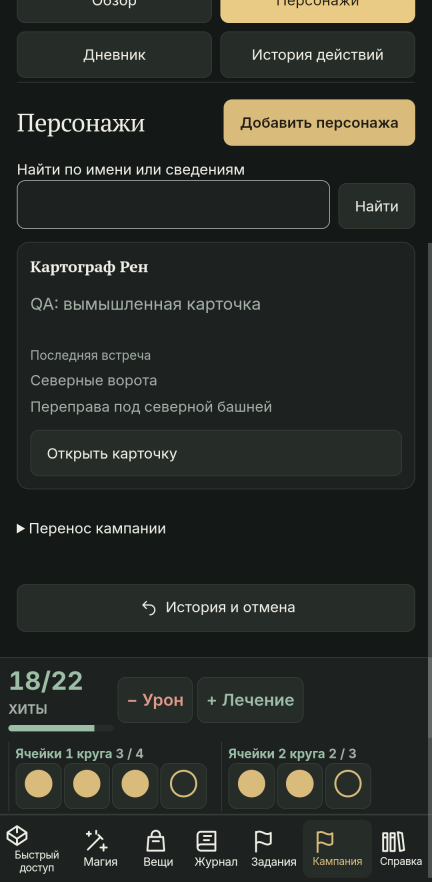 Обзор
Персонажи
Дневник
История действий
Персонажи
Добавить персонажа
Найти по имени или сведениям
Найти
Картограф Рен
QA: вымышленная карточка
Последняя встреча
Северные ворота
Переправа под северной башней
Открыть карточку
Перенос кампании
История и отмена
18/22
ХИТЫ
− Урон
+ Лечение
Ячейки 1 круга 3 / 4
Ячейки 2 круга 2 / 3
Быстрый
доступ
Магия
Вещи
Журнал
Задания
Кампания
Справка